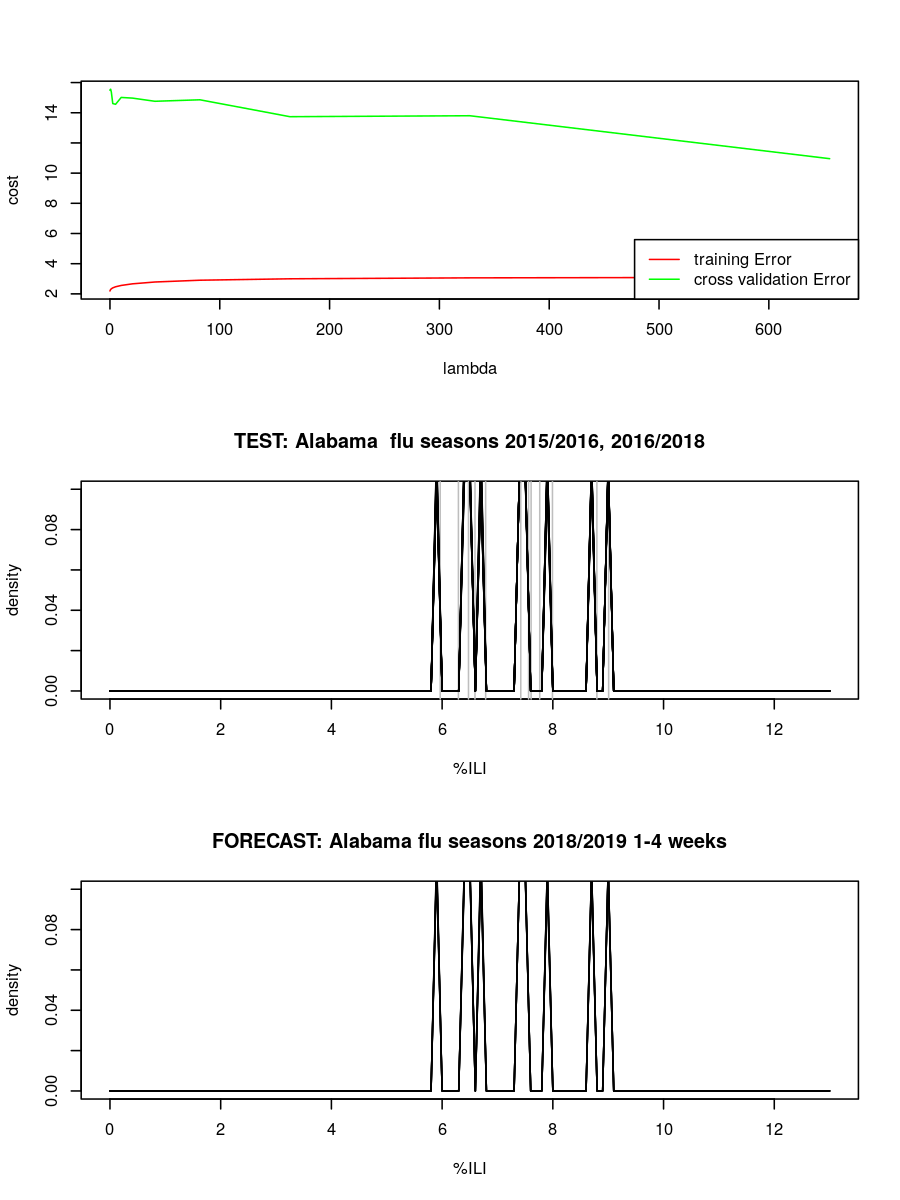 14
10
8
6
4
2
cost
training Error
cross validation Error
0 100 200 300 400 500 600
lambda
TEST: Alabama  flu seasons 2015/2016, 2016/2018
0.08
0.04
0.00
density
0 2 4 6 8 10 12
%ILI
FORECAST: Alabama flu seasons 2018/2019 1-4 weeks
0.08
0.04
0.00
density
0 2 4 6 8 10 12
%ILI